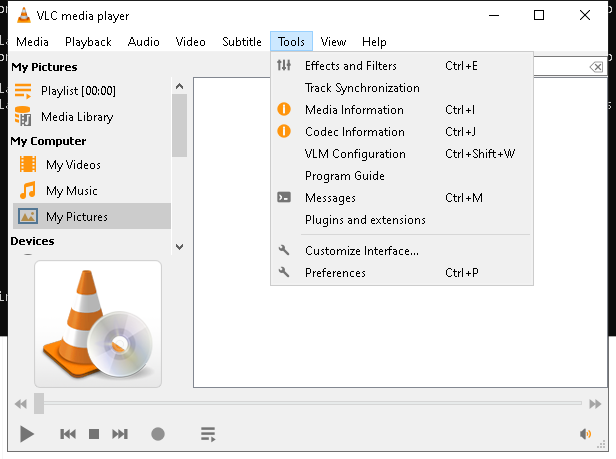 VLC media player
Media Playback Audio Video Subtitle Tools View Help
My Pictures
Playlist [00:00]
Media Library
My Computer
My Videos
My Music
My Pictures
Devices
Effects and Filters Ctrl+E
Track Synchronization
Media Information Ctrl+I
Codec Information Ctrl+J
VLM Configuration Ctrl+Shift+W
Program Guide
Messages Ctrl+M
Plugins and extensions
Customize Interface...
Preferences Ctrl+P